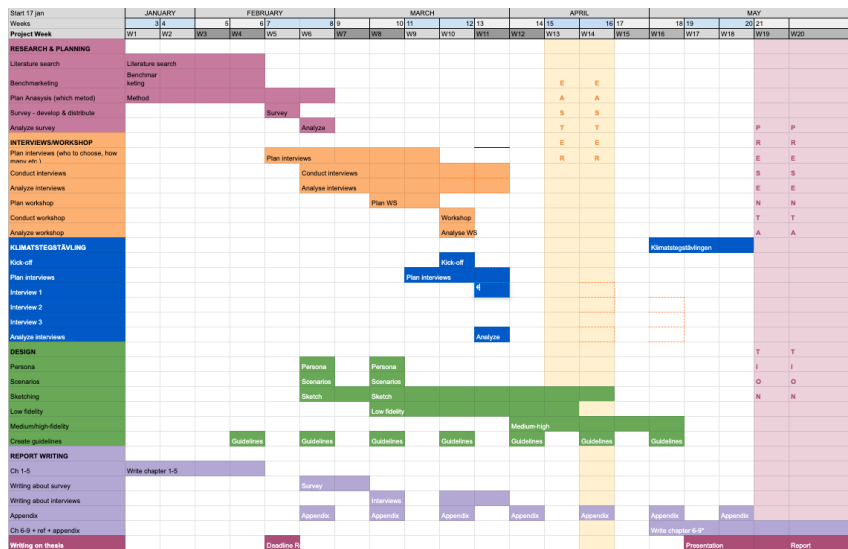 Start 17 jan JANUARY FEBRUARY MARCH APRIL MAY
Weeks 3 4 5 6 7 8 9 10 11 12 13 14 15 16 17 18 19 20 21
Project Week W1 W2 W3 W4 W5 W6 W7 W8 W9 W10 W11 W12 W13 W14 W15 W16 W17 W18 W19 W20
RESEARCH & PLANNING
Literature search Literature search
Benchmarketing Benchmar E E
keting
Plan Anasysis (which metod) Method A A
Survey - develop & distribute Survey S S
Analyze survey Analyze T T P P
INTERVIEWS/WORKSHOP E E R R
Plan interviews (who to choose, how Plan interviews R R E E
many etc.)
Conduct interviews Conduct interviews S S
Analyze interviews Analyse interviews E E
Plan workshop Plan WS N N
Conduct workshop Workshop T T
Analyze workshop Analyse WS A A
KLIMATSTEGSTÄVLING Klimatstegstävlingen
Kick-off Kick-off
Plan interviews Plan interviews
Interview 1
Interview 2
Interview 3
Analyze interviews Analyze
DESIGN T T
Persona Persona Persona I I
Scenarios Scenarios Scenarios O O
Sketching Sketch Sketch N N
Low fidelity Low fidelity
Medium/high-fidelity Medium-high
Create guidelines Guidelines Guidelines Guidelines Guidelines Guidelines Guidelines Guidelines
REPORT WRITING
Ch 1-5 Write chapter 1-5
Writing about survey Survey
Writing about interviews Interviews
Appendix Appendix Appendix Appendix Appendix Appendix Appendix Appendix
Ch 6-9 + ref + appendix Write chapter 6-9*
Writing on thesis Deadline R Presentation Report